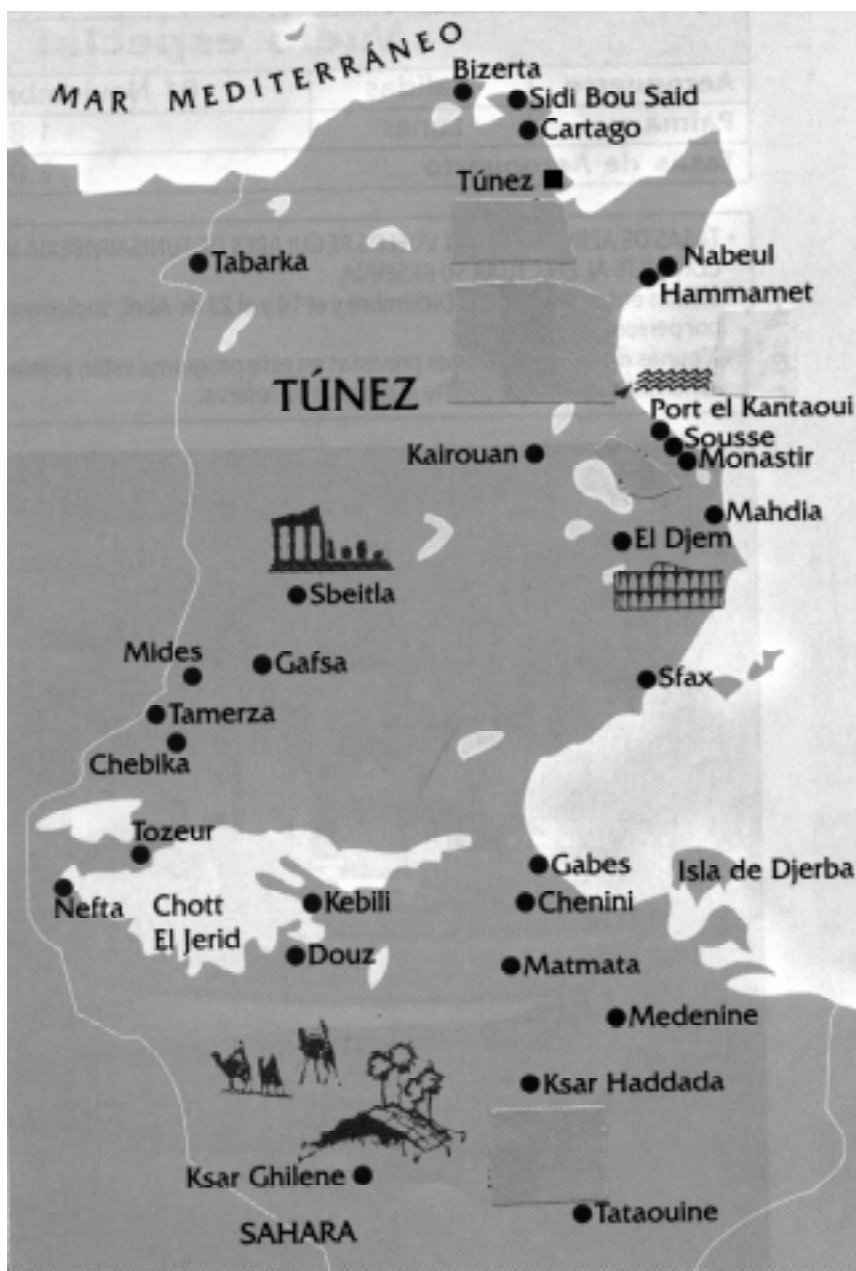 MAR MEDITERRÁNEO
Bizerta
Sidi Bou Said
Cartago
Túnez
Tabarka
Nabeul
Hammamet
TÚNEZ
Port el Kantaoui
Sousse
Kairouan
Monastir
Mahdia
El Djem
Sbeitla
Mides
Gafsa
Sfax
Tamerza
Chebika
Tozeur
Gabes
Isla de Djerba
Nefta
Chott
El Jerid
Kebili
Chenini
Douz
Matmata
Medenine
Ksar Haddada
Ksar Ghilene
Tataouine
SAHARA